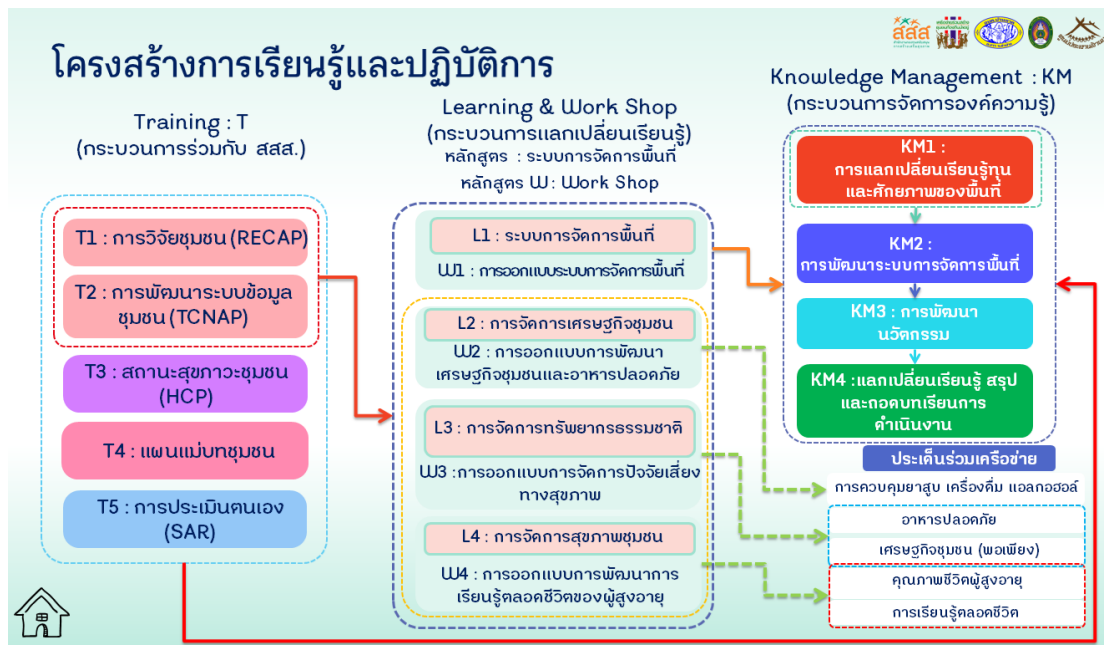 สสส
โครงสร้างการเรียนรู้และปฏิบัติการ
Training : T
(กระบวนการร่วมกับ สสส.)
T1 : การวิจัยชุมชน (RECAP)
T2 : การพัฒนาระบบข้อมูล
ชุมชน (TCNAP)
T3 : สถานะสุขภาวะชุมชน
(HCP)
T4 : แผนแม่บทชุมชน
T5 : การประเมินตนเอง
(SAR)
Learning & Work Shop
(กระบวนการแลกเปลี่ยนเรียนรู้)
หลักสูตร : ระบบการจัดการพื้นที่
หลักสูตร W : Work Shop
L1 : ระบบการจัดการพื้นที่
W1 : การออกแบบระบบการจัดการพื้นที่
L2 : การจัดการเศรษฐกิจชุมชน
W2 : การออกแบบการพัฒนา
เศรษฐกิจชุมชนและอาหารปลอดภัย
L3 : การจัดการทรัพยากรธรรมชาติ
W3 :การออกแบบการจัดการปัจจัยเสี่ยง
ทางสุขภาพ
L4 : การจัดการสุขภาพชุมชน
W4 : การออกแบบการพัฒนาการ
เรียนรู้ตลอดชีวิตของผู้สูงอายุ
Knowledge Management : KM
(กระบวนการจัดการองค์ความรู้)
KM1 :
การแลกเปลี่ยนเรียนรู้ทุน
และศักยภาพของพื้นที่
KM2 :
การพัฒนาระบบการจัดการพื้นที่
KM3 : การพัฒนา
นวัตกรรม
KM4 :แลกเปลี่ยนเรียนรู้ สรุป
และถอดบทเรียนการ
ดำเนินงาน
ประเด็นร่วมเครือข่าย
การควบคุมยาสูบ เครื่องดื่ม แอลกอฮอล์
อาหารปลอดภัย
เศรษฐกิจชุมชน (พอเพียง)
คุณภาพชีวิตผู้สูงอายุ
การเรียนรู้ตลอดชีวิต